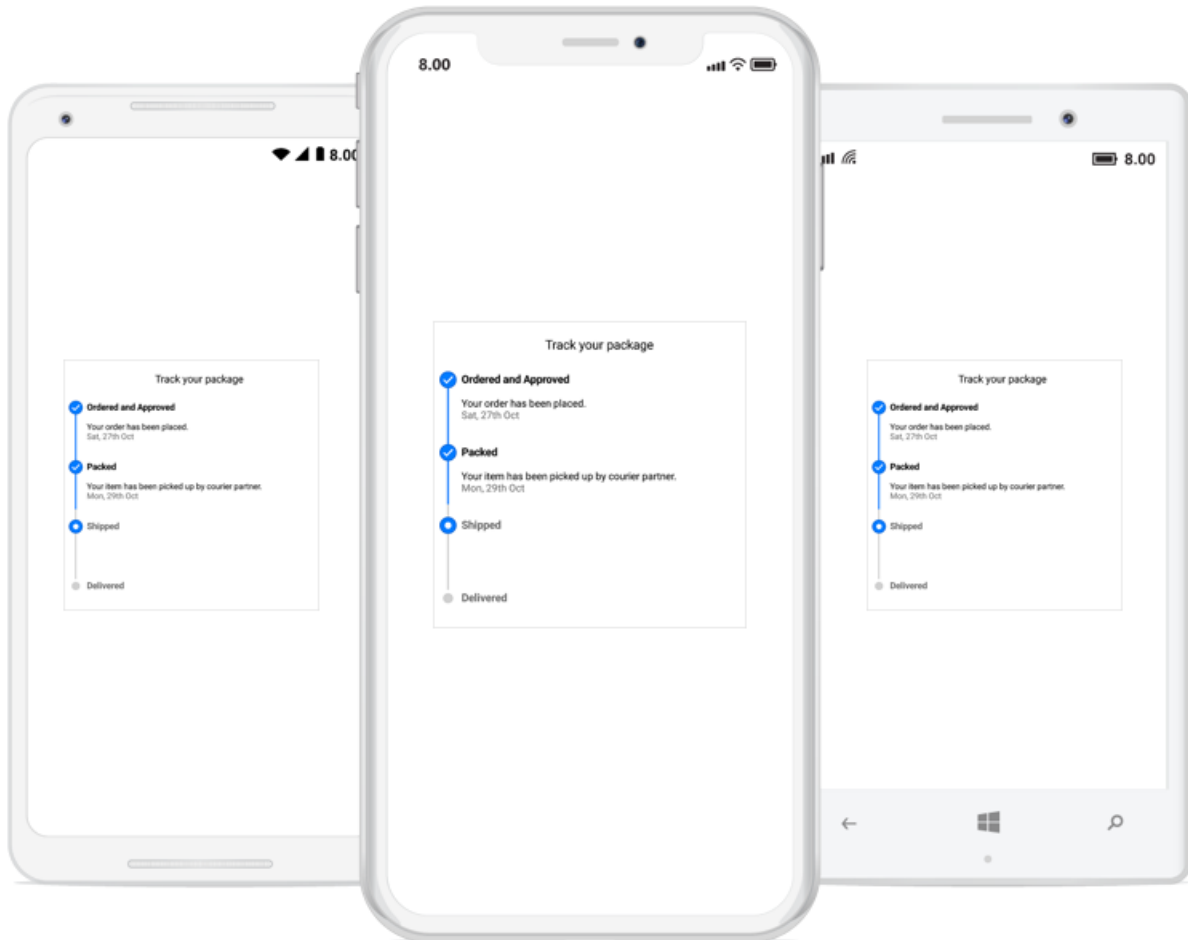 8.00
Track your package
Ordered and Approved
Your order has been placed.
Sat, 27th Oct
Packed
Your item has been picked up by courier partner.
Mon, 29th Oct
Shipped
Delivered
8.00
Track your package
Ordered and Approved
Your order has been placed.
Sat, 27th Oct
Packed
Your item has been picked up by courier partner.
Mon, 29th Oct
Shipped
Delivered
8.00
Track your package
Ordered and Approved
Your order has been placed.
Sat, 27th Oct
Packed
Your item has been picked up by courier partner.
Mon, 29th Oct
Shipped
Delivered